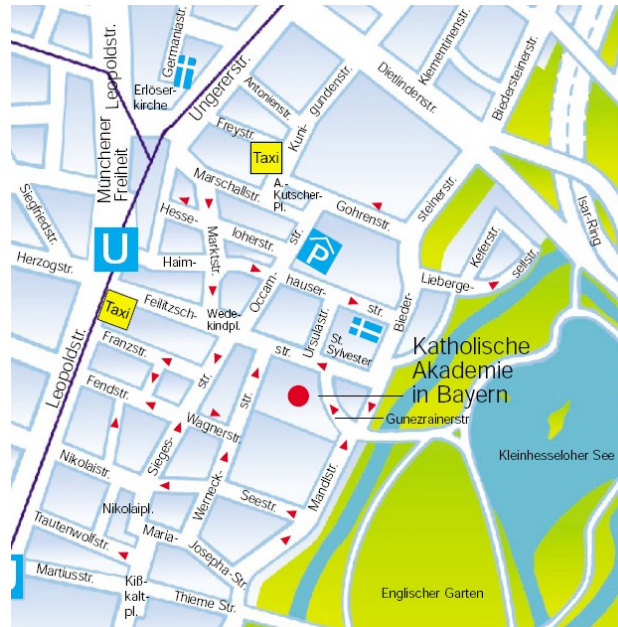 Germaniastr.
Leopoldstr.
Erlöser-
kirche
Ungererstr.
Antonienstr.
Kuni-
gundenstr.
Dietlindenstr.
Klementinenstr.
Biedersteinerstr.
Freystr.
Taxi
Münchener
Freiheit
Marschallstr.
A.-
Kutscher-
Pl.
Gohrenstr.
steinerstr.
Isar-Ring
Siegfriedstr.
Hesse-
loherstr.
Marktstr.
str.
P
Keferstr.
U
Herzogstr.
Haim-
hauser-
str.
Lieberge-
sellstr.
Occam-
Taxi
Feilitzsch-
Wede-
kindpl.
Ursulastr.
St.
Sylvester
Bieder-
Leopoldstr.
Franzstr.
str.
str.
Katholische
Akademie
in Bayern
Fendstr.
Wagnerstr.
str.
Gunezrainerstr
Kleinhesseloher See
Nikolaistr.
Sieges-
Werneck-
Seestr.
Mandlstr.
Nikolaipl.
Trautenwolfstr.
Maria-
Josepha-Str.
Martiusstr.
Kiß-
kalt-
pl.
Thieme Str.
Englischer Garten